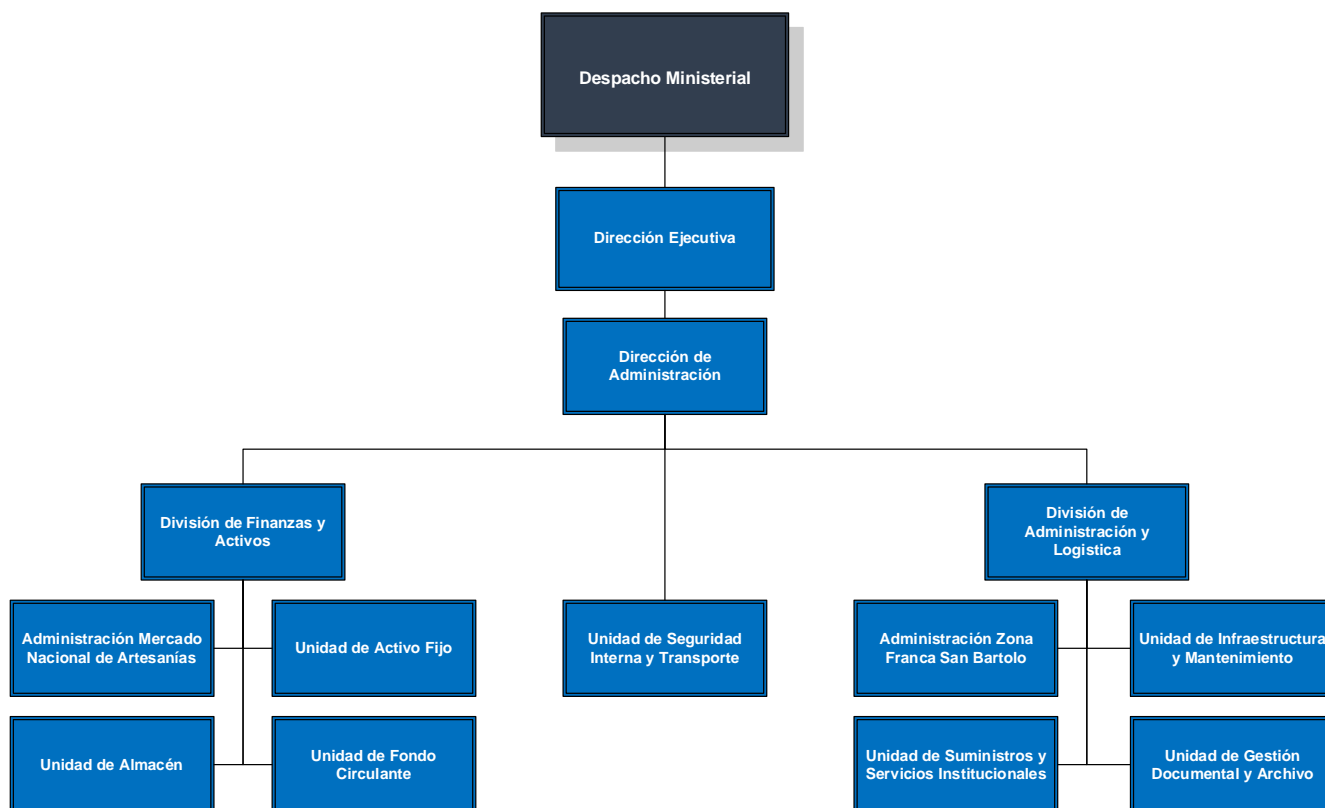 Despacho Ministerial
Dirección Ejecutiva
Dirección de
Administración
División de Finanzas y
Activos
División de
Administración y
Logistica
Administración Mercado
Nacional de Artesanías
Unidad de Activo Fijo
Unidad de Seguridad
Interna y Transporte
Administración Zona
Franca San Bartolo
Unidad de Infraestructura
y Mantenimiento
Unidad de Almacén
Unidad de Fondo
Circulante
Unidad de Suministros y
Servicios Institucionales
Unidad de Gestión
Documental y Archivo